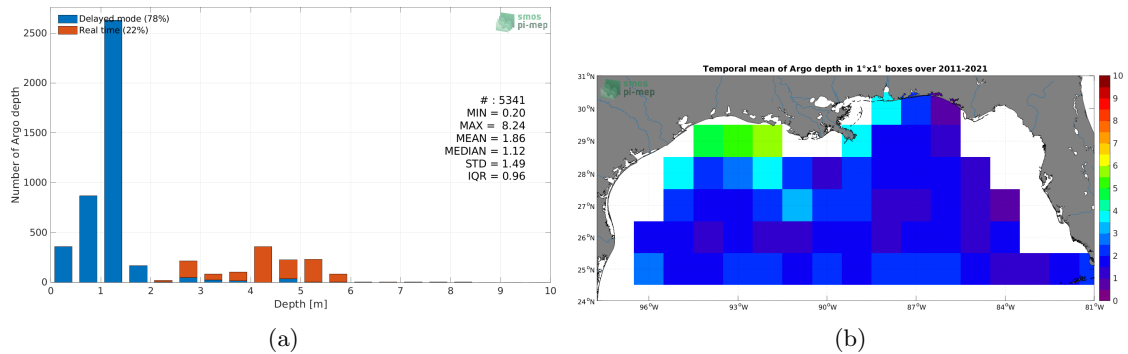 Delayed mode (78%)
Real time (22%)
smos
pi-mep
Number of Argo depth
2500
2000
1500
1000
500
0
# : 5341
MIN = 0.20
MAX = 8.24
MEAN = 1.86
MEDIAN = 1.12
STD = 1.49
IQR = 0.96
0 1 2 3 4 5 6 7 8 9 10
Depth [m]
(a)
Temporal mean of Argo depth in 1°x1° boxes over 2011-2021
smos
pi-mep
31°N
30°N
29°N
28°N
27°N
26°N
25°N
24°N
96°W 93°W 90°W 87°W 84°W 81°W
10
9
8
7
6
5
4
3
2
1
0
(b)